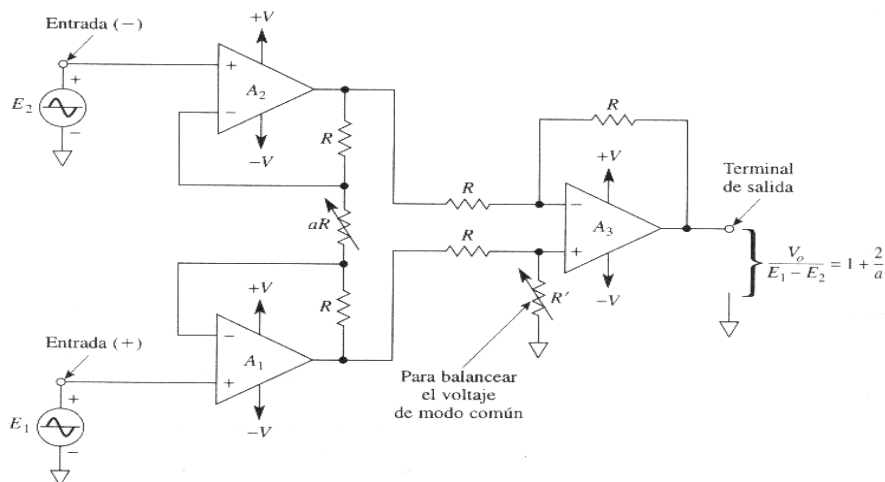 Entrada (−)
+V
+
E₂
−
+
−
A₂
−V
R
aR
R
+V
−
+
A₁
−V
Entrada (+)
+
E₁
−
R
R
R
+V
−
+
A₃
−V
R′
Para balancear
el voltaje
de modo común
Terminal
de salida
Vₒ / (E₁ − E₂) = 1 + 2/a